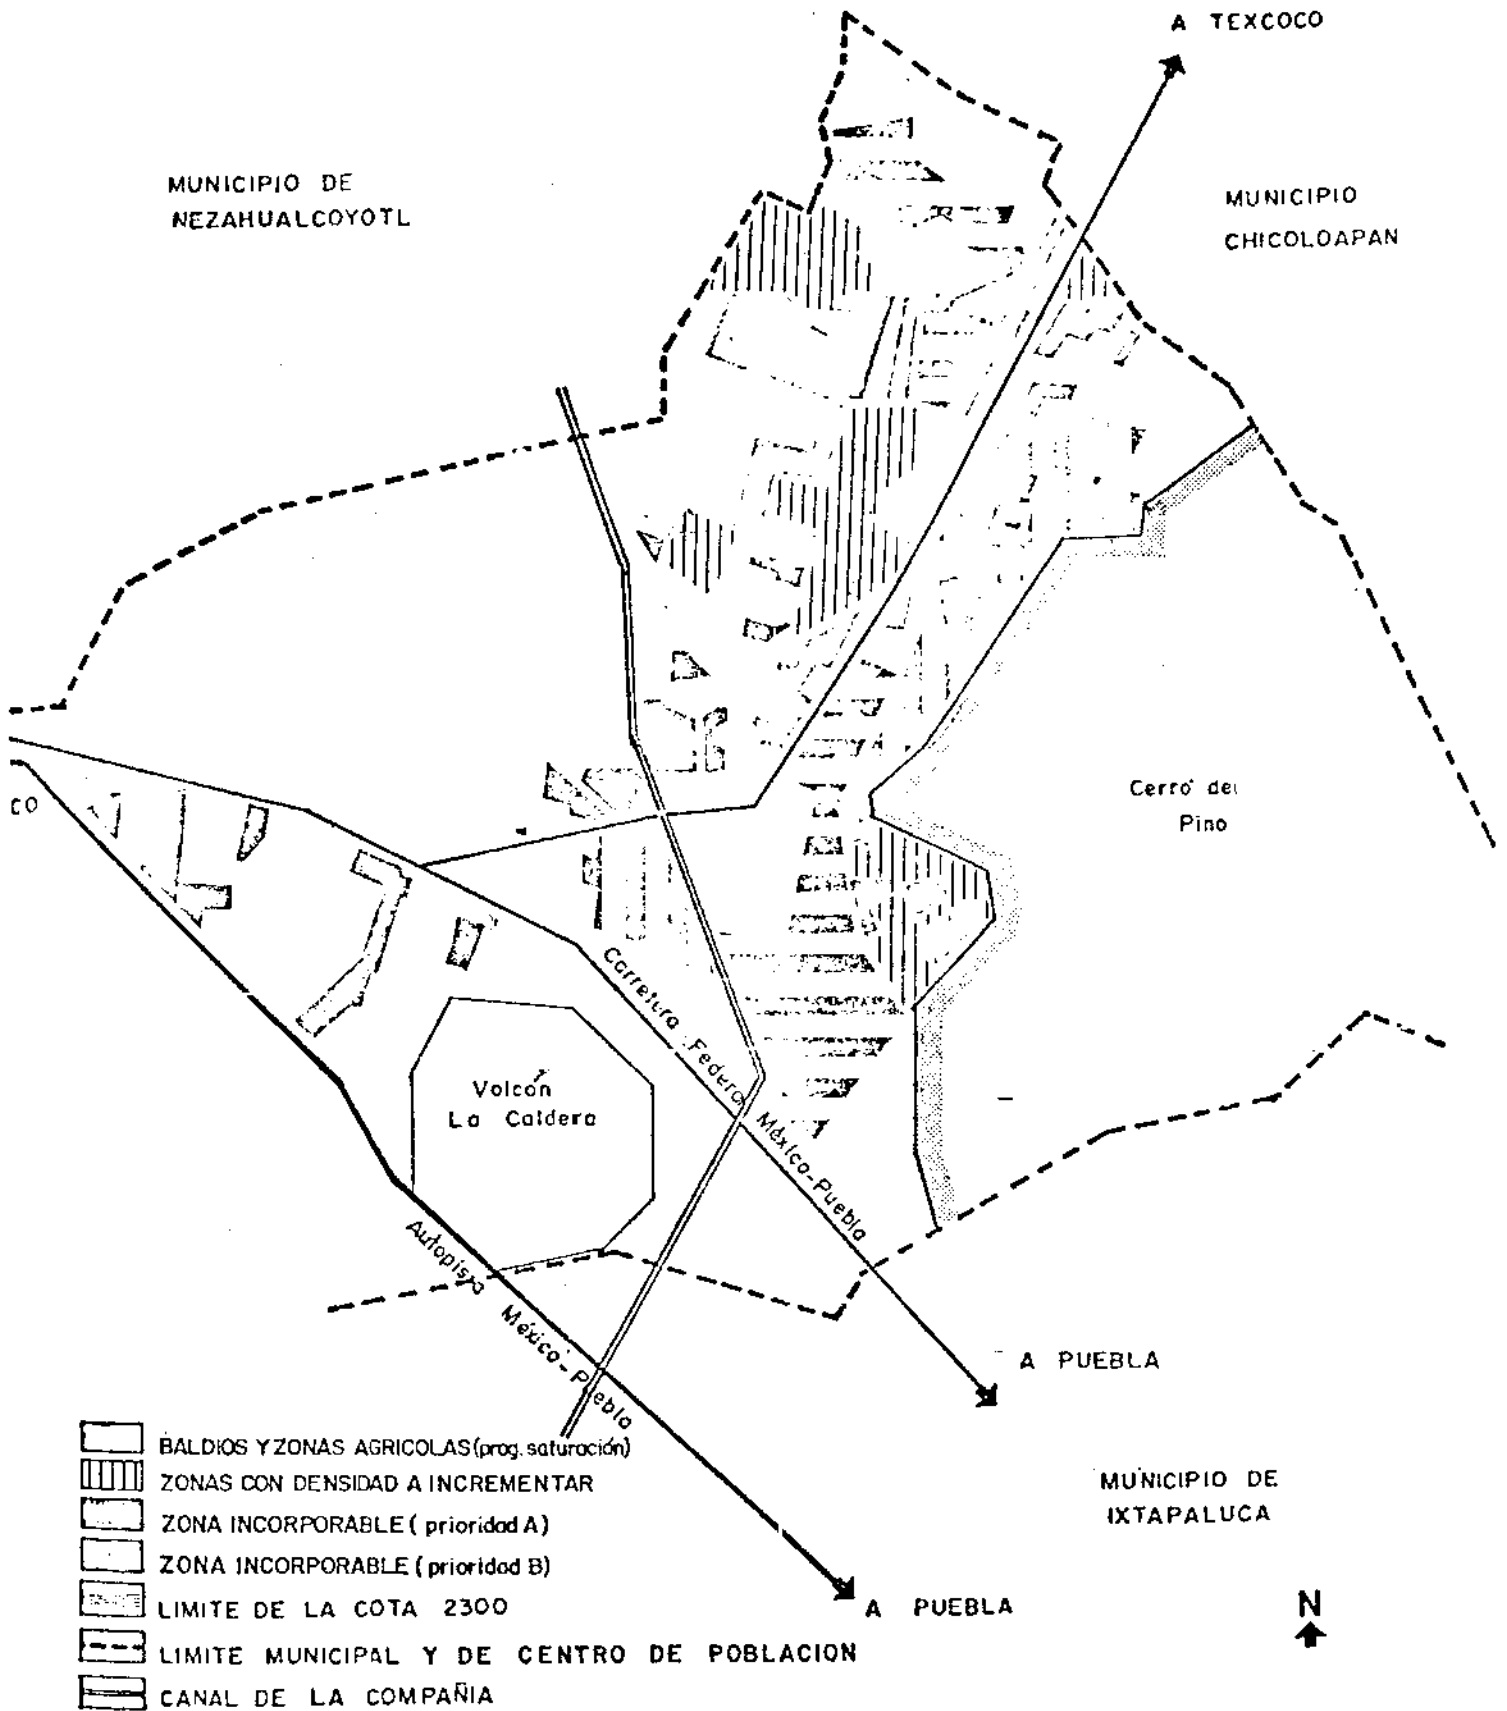 A TEXCOCO
MUNICIPIO DE
NEZAHUALCOYOTL
MUNICIPIO
CHICOLOAPAN
CO
Cerro del
Pino
Carretera Federal México-Puebla
Volcán
La Caldera
Autopista México-Puebla
A PUEBLA
MUNICIPIO DE
IXTAPALUCA
A PUEBLA
N
BALDIOS Y ZONAS AGRICOLAS (prog. saturación)
ZONAS CON DENSIDAD A INCREMENTAR
ZONA INCORPORABLE ( prioridad A)
ZONA INCORPORABLE ( prioridad B)
LIMITE DE LA COTA 2300
LIMITE MUNICIPAL Y DE CENTRO DE POBLACION
CANAL DE LA COMPAÑIA